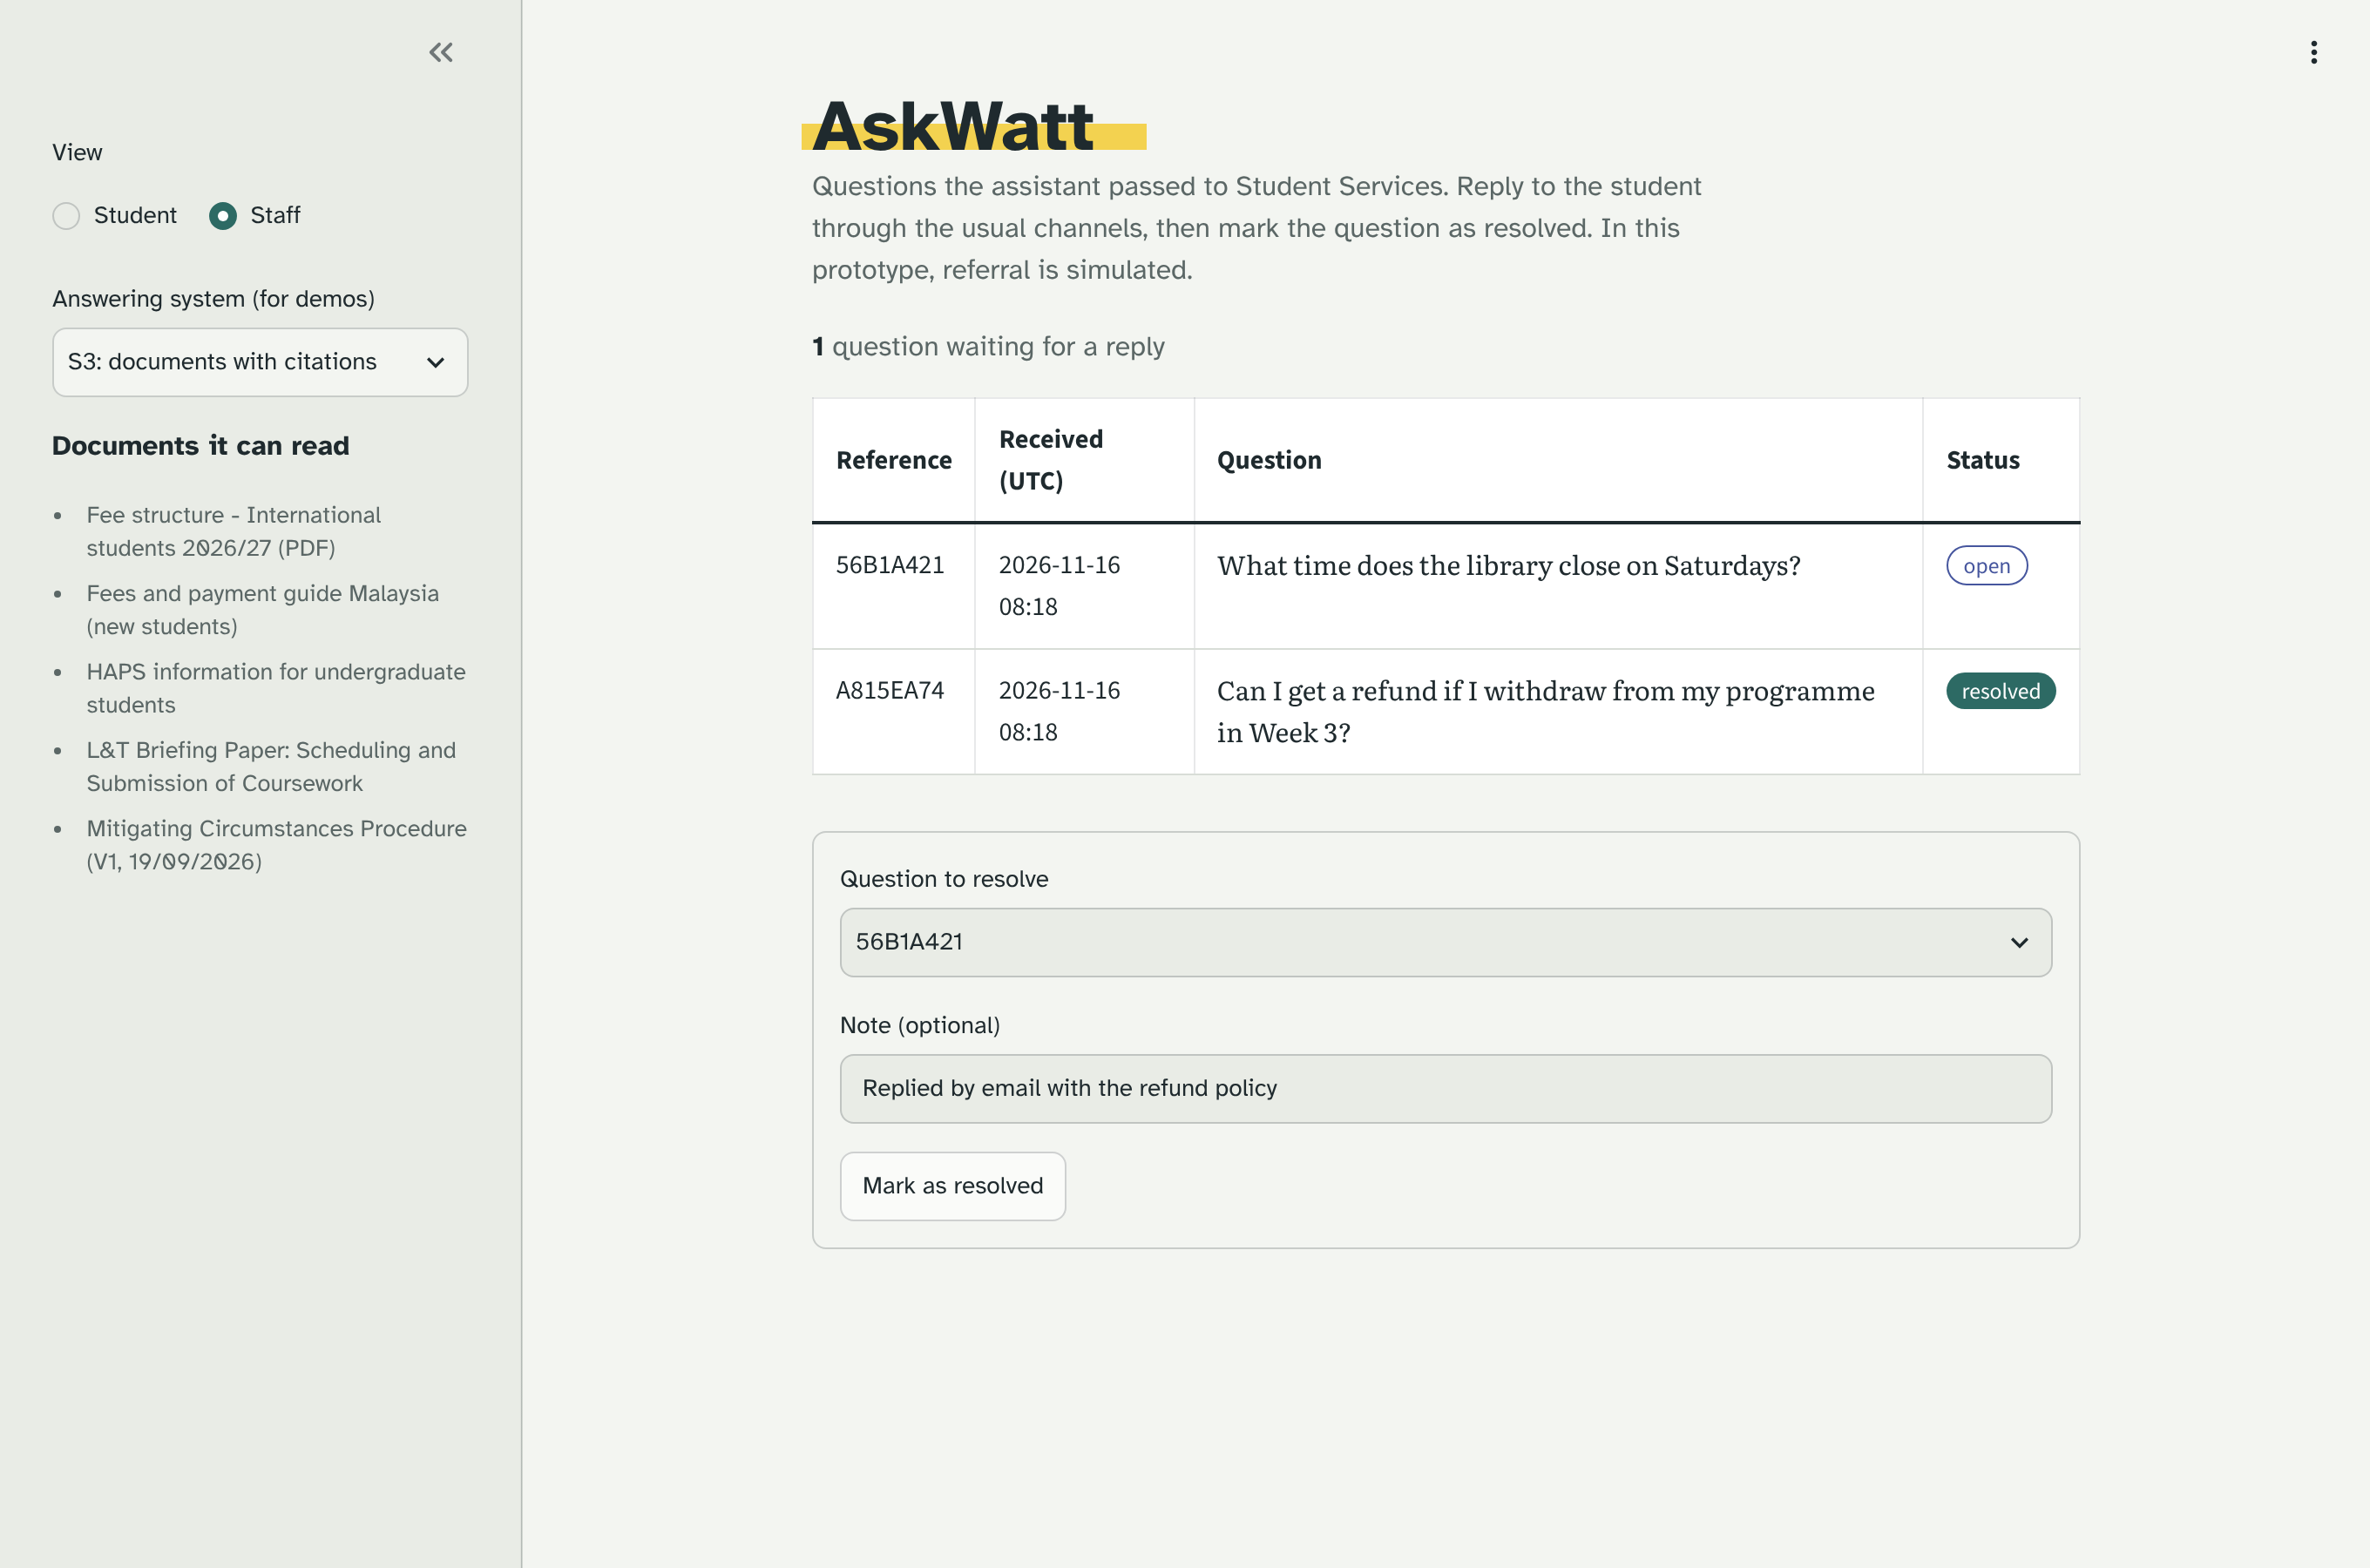 View
Student
Staff
Answering system (for demos)
S3: documents with citations
Documents it can read
Fee structure - International
students 2026/27 (PDF)
Fees and payment guide Malaysia
(new students)
HAPS information for undergraduate
students
L&T Briefing Paper: Scheduling and
Submission of Coursework
Mitigating Circumstances Procedure
(V1, 19/09/2026)
AskWatt
Questions the assistant passed to Student Services. Reply to the student
through the usual channels, then mark the question as resolved. In this
prototype, referral is simulated.
1 question waiting for a reply
Reference
Received
(UTC)
Question
Status
56B1A421
2026-11-16
08:18
What time does the library close on Saturdays?
open
A815EA74
2026-11-16
08:18
Can I get a refund if I withdraw from my programme
in Week 3?
resolved
Question to resolve
56B1A421
Note (optional)
Replied by email with the refund policy
Mark as resolved